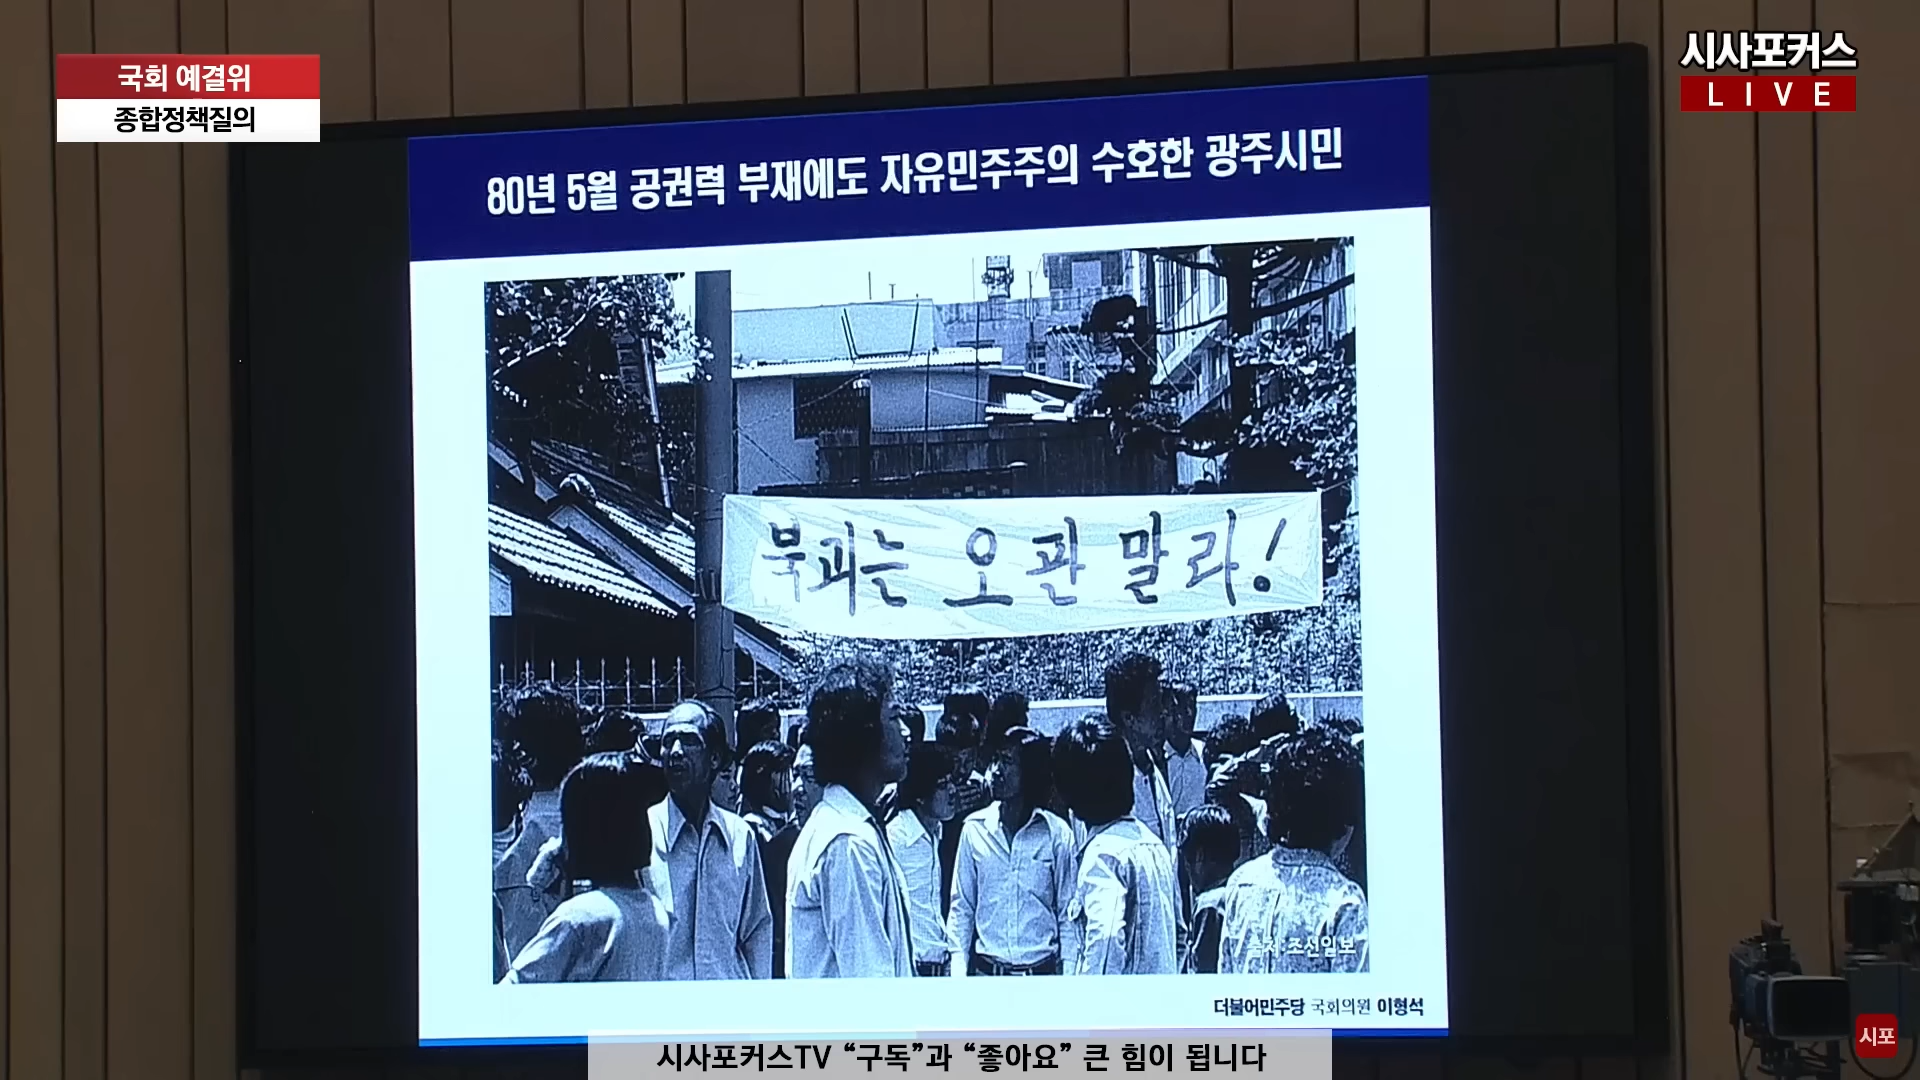 국회 예결위
종합정책질의
시사포커스
LIVE
80년 5월 공권력 부재에도 자유민주주의 수호한 광주시민
북괴는 오판 말라!
출처:조선일보
더불어민주당 국회의원 이형석
시사포커스TV “구독”과 “좋아요” 큰 힘이 됩니다
시포